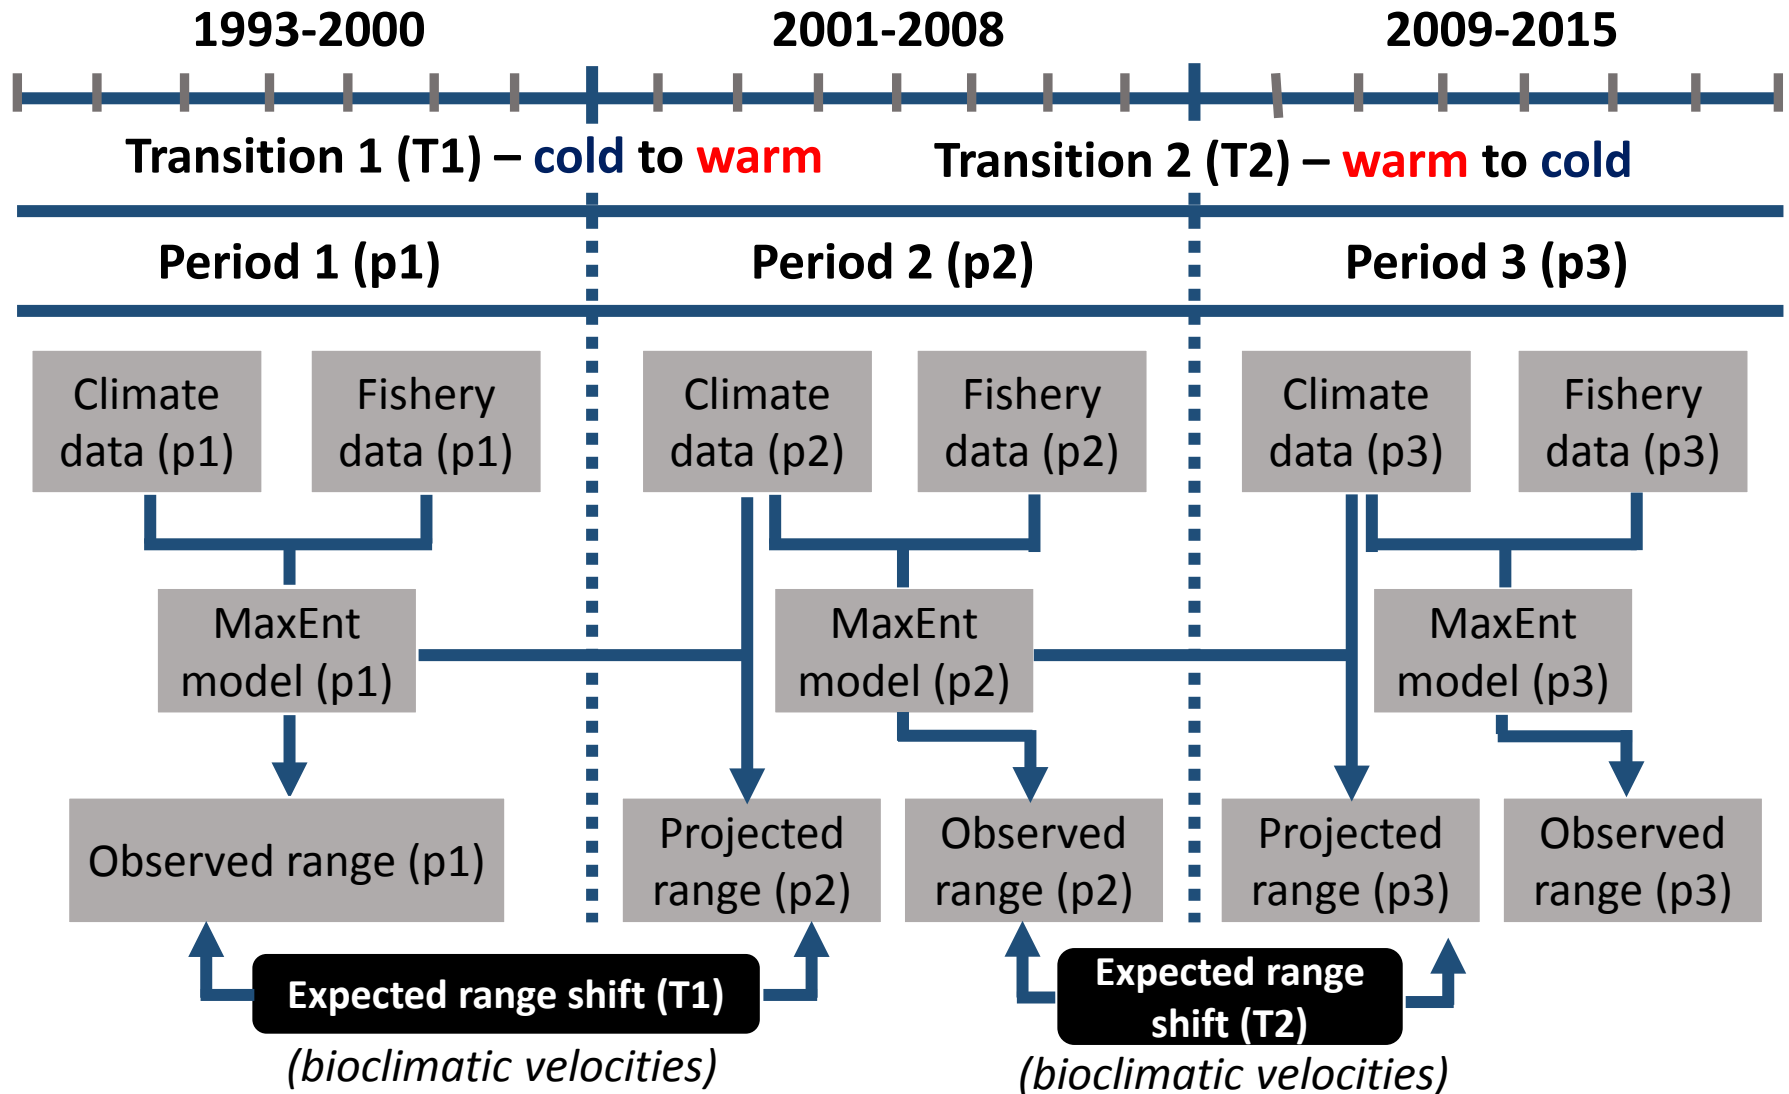 1993-2000
2001-2008
2009-2015
Transition 1 (T1) – cold to warm
Transition 2 (T2) – warm to cold
Period 1 (p1)
Period 2 (p2)
Period 3 (p3)
Climate
data (p1)
Fishery
data (p1)
Climate
data (p2)
Fishery
data (p2)
Climate
data (p3)
Fishery
data (p3)
MaxEnt
model (p1)
MaxEnt
model (p2)
MaxEnt
model (p3)
Observed range (p1)
Projected
range (p2)
Observed
range (p2)
Projected
range (p3)
Observed
range (p3)
Expected range shift (T1)
(bioclimatic velocities)
Expected range
shift (T2)
(bioclimatic velocities)